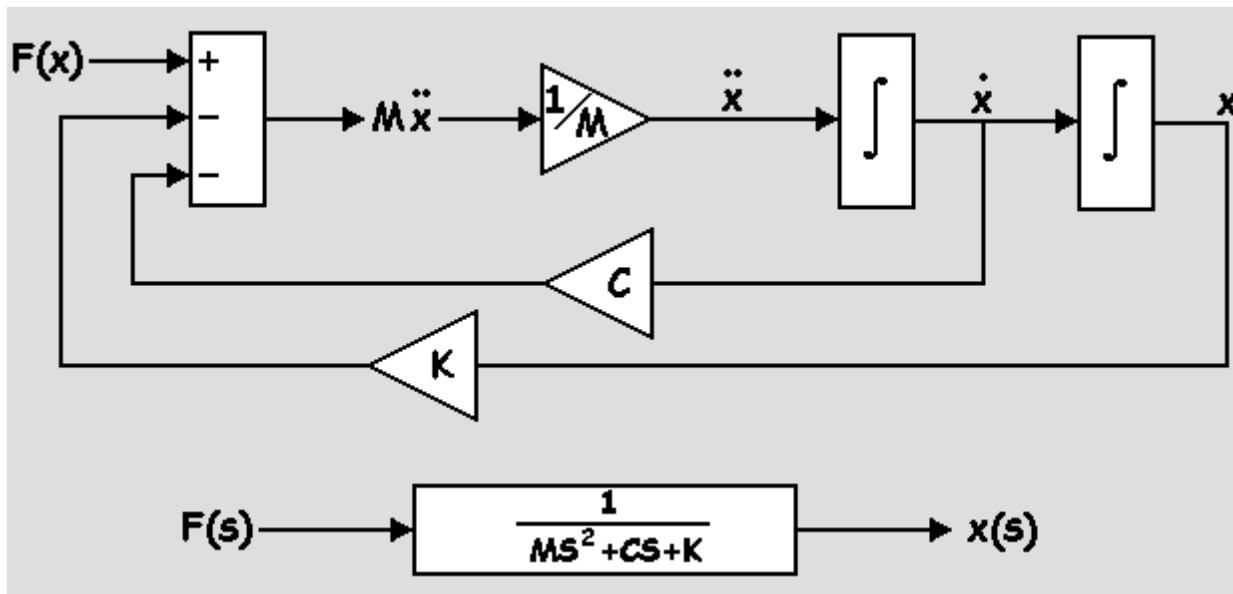 F(x)
+
−
−
Mẍ
1/M
ẍ
∫
ẋ
∫
x
C
K
F(s)
1
MS²+CS+K
x(s)